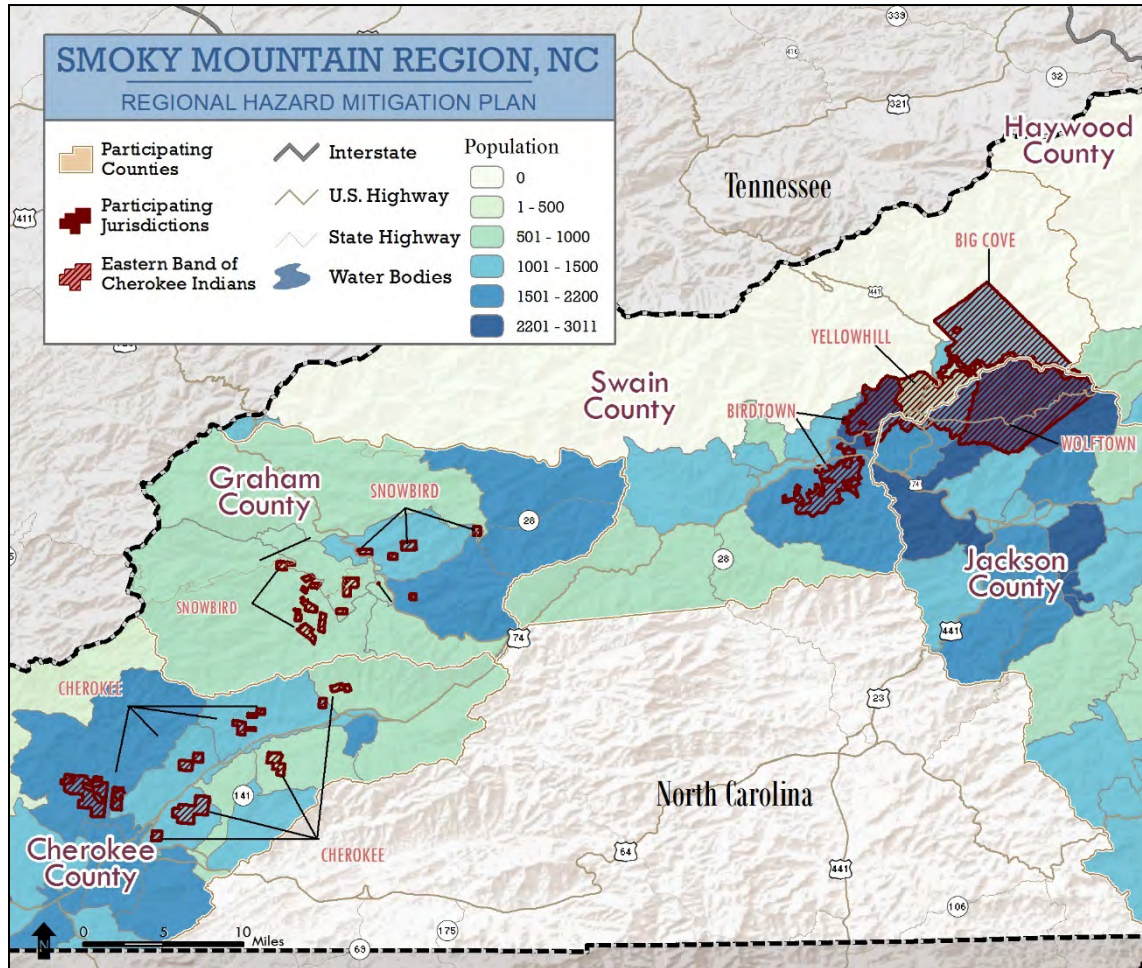 SMOKY MOUNTAIN REGION, NC
REGIONAL HAZARD MITIGATION PLAN
Participating
Counties
Participating
Jurisdictions
Eastern Band of
Cherokee Indians
Interstate
U.S. Highway
State Highway
Water Bodies
Population
0
1 - 500
501 - 1000
1001 - 1500
1501 - 2200
2201 - 3011
339
416
32
321
411
Haywood
County
Tennessee
BIG COVE
441
YELLOWHILL
Swain
County
BIRDTOWN
WOLFTOWN
Graham
County
SNOWBIRD
28
74
Jackson
County
28
SNOWBIRD
74
441
CHEROKEE
23
141
North Carolina
Cherokee
County
CHEROKEE
64
441
106
N
0 5 10
Miles
175
69